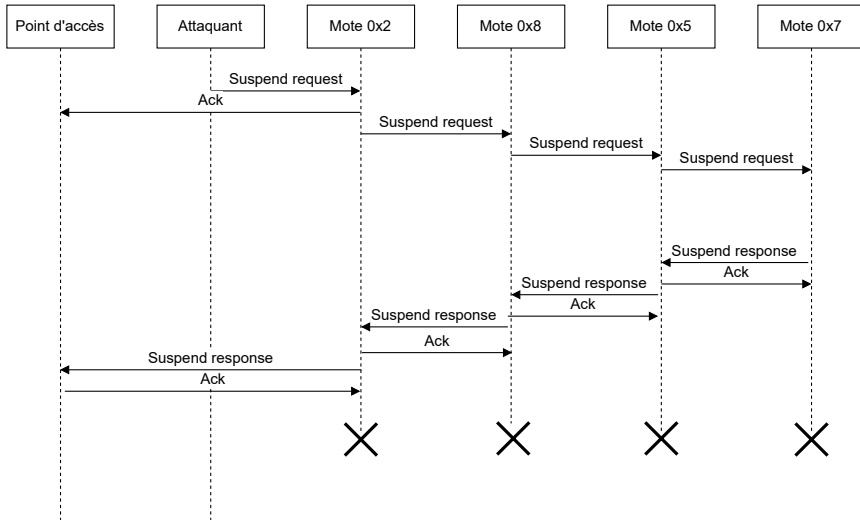 Point d'accès
Attaquant
Mote 0x2
Mote 0x8
Mote 0x5
Mote 0x7
Suspend request
Ack
Suspend request
Suspend request
Suspend request
Suspend response
Ack
Suspend response
Ack
Suspend response
Ack
Suspend response
Ack